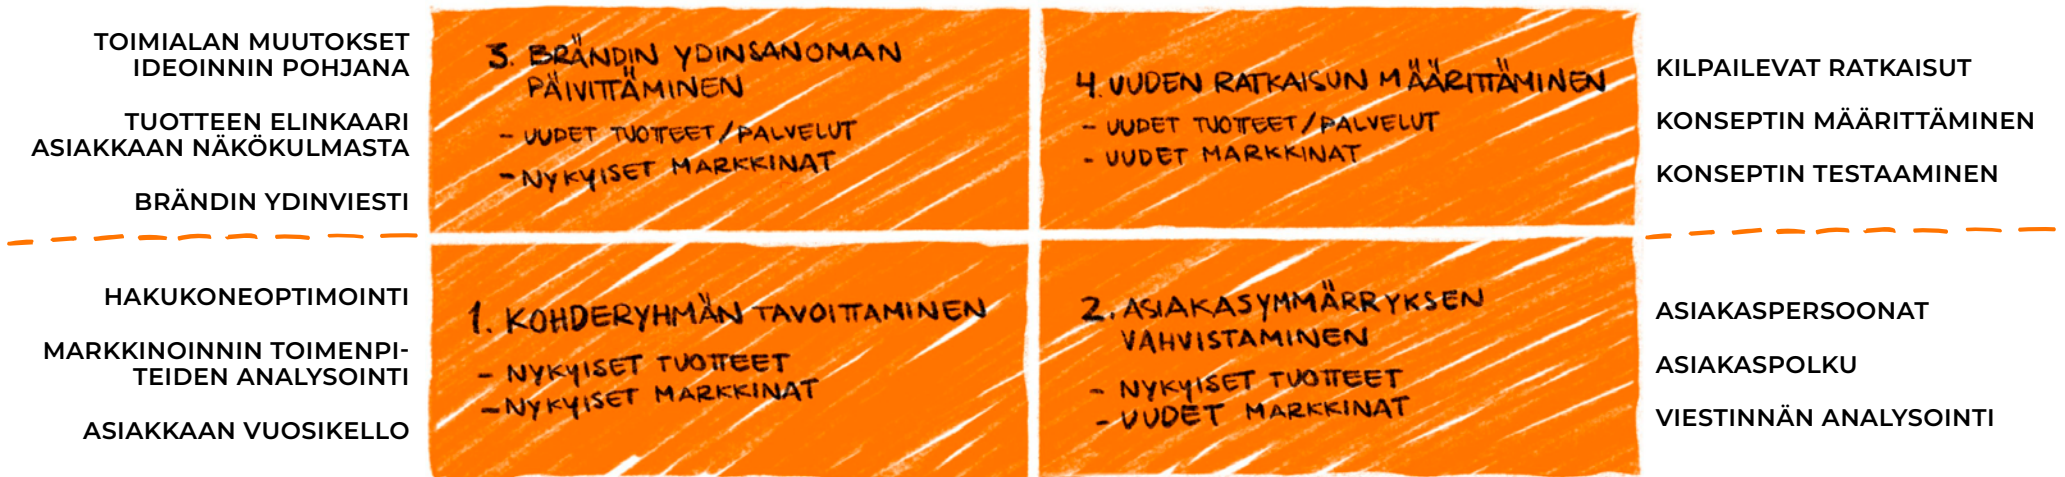 TOIMIALAN MUUTOKSET
IDEOINNIN POHJANA
TUOTTEEN ELINKAARI
ASIAKKAAN NÄKÖKULMASTA
BRÄNDIN YDINVIESTI
3. BRÄNDIN YDINSANOMAN
PÄIVITTÄMINEN
- UUDET TUOTTEET/PALVELUT
- NYKYISET MARKKINAT
4. UUDEN RATKAISUN MÄÄRITTÄMINEN
- UUDET TUOTTEET/PALVELUT
- UUDET MARKKINAT
KILPAILEVAT RATKAISUT
KONSEPTIN MÄÄRITTÄMINEN
KONSEPTIN TESTAAMINEN
HAKUKONEOPTIMOINTI
MARKKINOINNIN TOIMENPI-
TEIDEN ANALYSOINTI
ASIAKKAAN VUOSIKELLO
1. KOHDERYHMÄN TAVOITTAMINEN
- NYKYISET TUOTTEET
- NYKYISET MARKKINAT
2. ASIAKASYMMÄRRYKSEN
VAHVISTAMINEN
- NYKYISET TUOTTEET
- UUDET MARKKINAT
ASIAKASPERSOONAT
ASIAKASPOLKU
VIESTINNÄN ANALYSOINTI